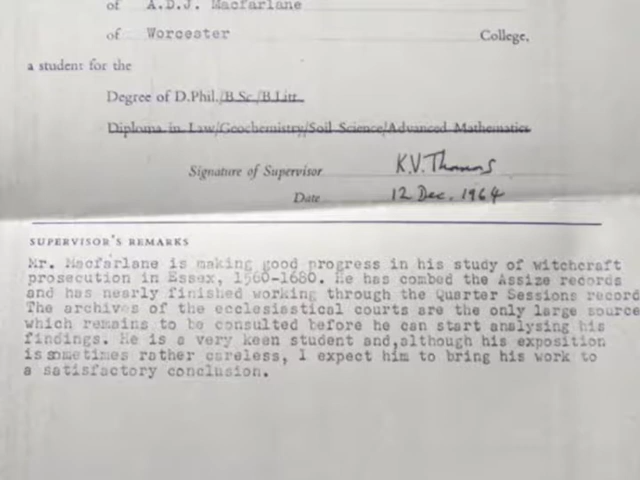 of A.D.J. Macfarlane
of Worcester College,
a student for the
Degree of D.Phil./B.Sc./B.Litt.
Diploma in Law/Geochemistry/Soil Science/Advanced Mathematics
Signature of Supervisor K.V.Thomas
Date 12 Dec. 1964
SUPERVISOR'S REMARKS
Mr. Macfarlane is making good progress in his study of witchcraft
prosecution in Essex, 1560-1680. He has combed the Assize records
and has nearly finished working through the Quarter Sessions record
The archives of the ecclesiastical courts are the only large source
which remains to be consulted before he can start analysing his
findings. He is a very keen student and,although his exposition
is sometimes rather careless, I expect him to bring his work to
a satisfactory conclusion.